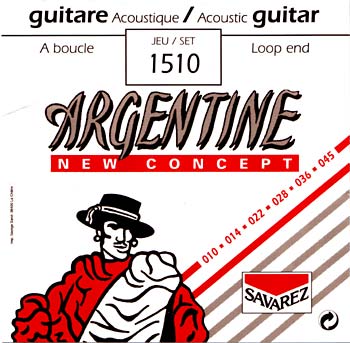 guitare Acoustique / Acoustic guitar
A boucle
JEU / SET
1510
Loop end
ARGENTINE
NEW CONCEPT
010 • 014 • 022 • 028 • 036 • 045
SAVAREZ